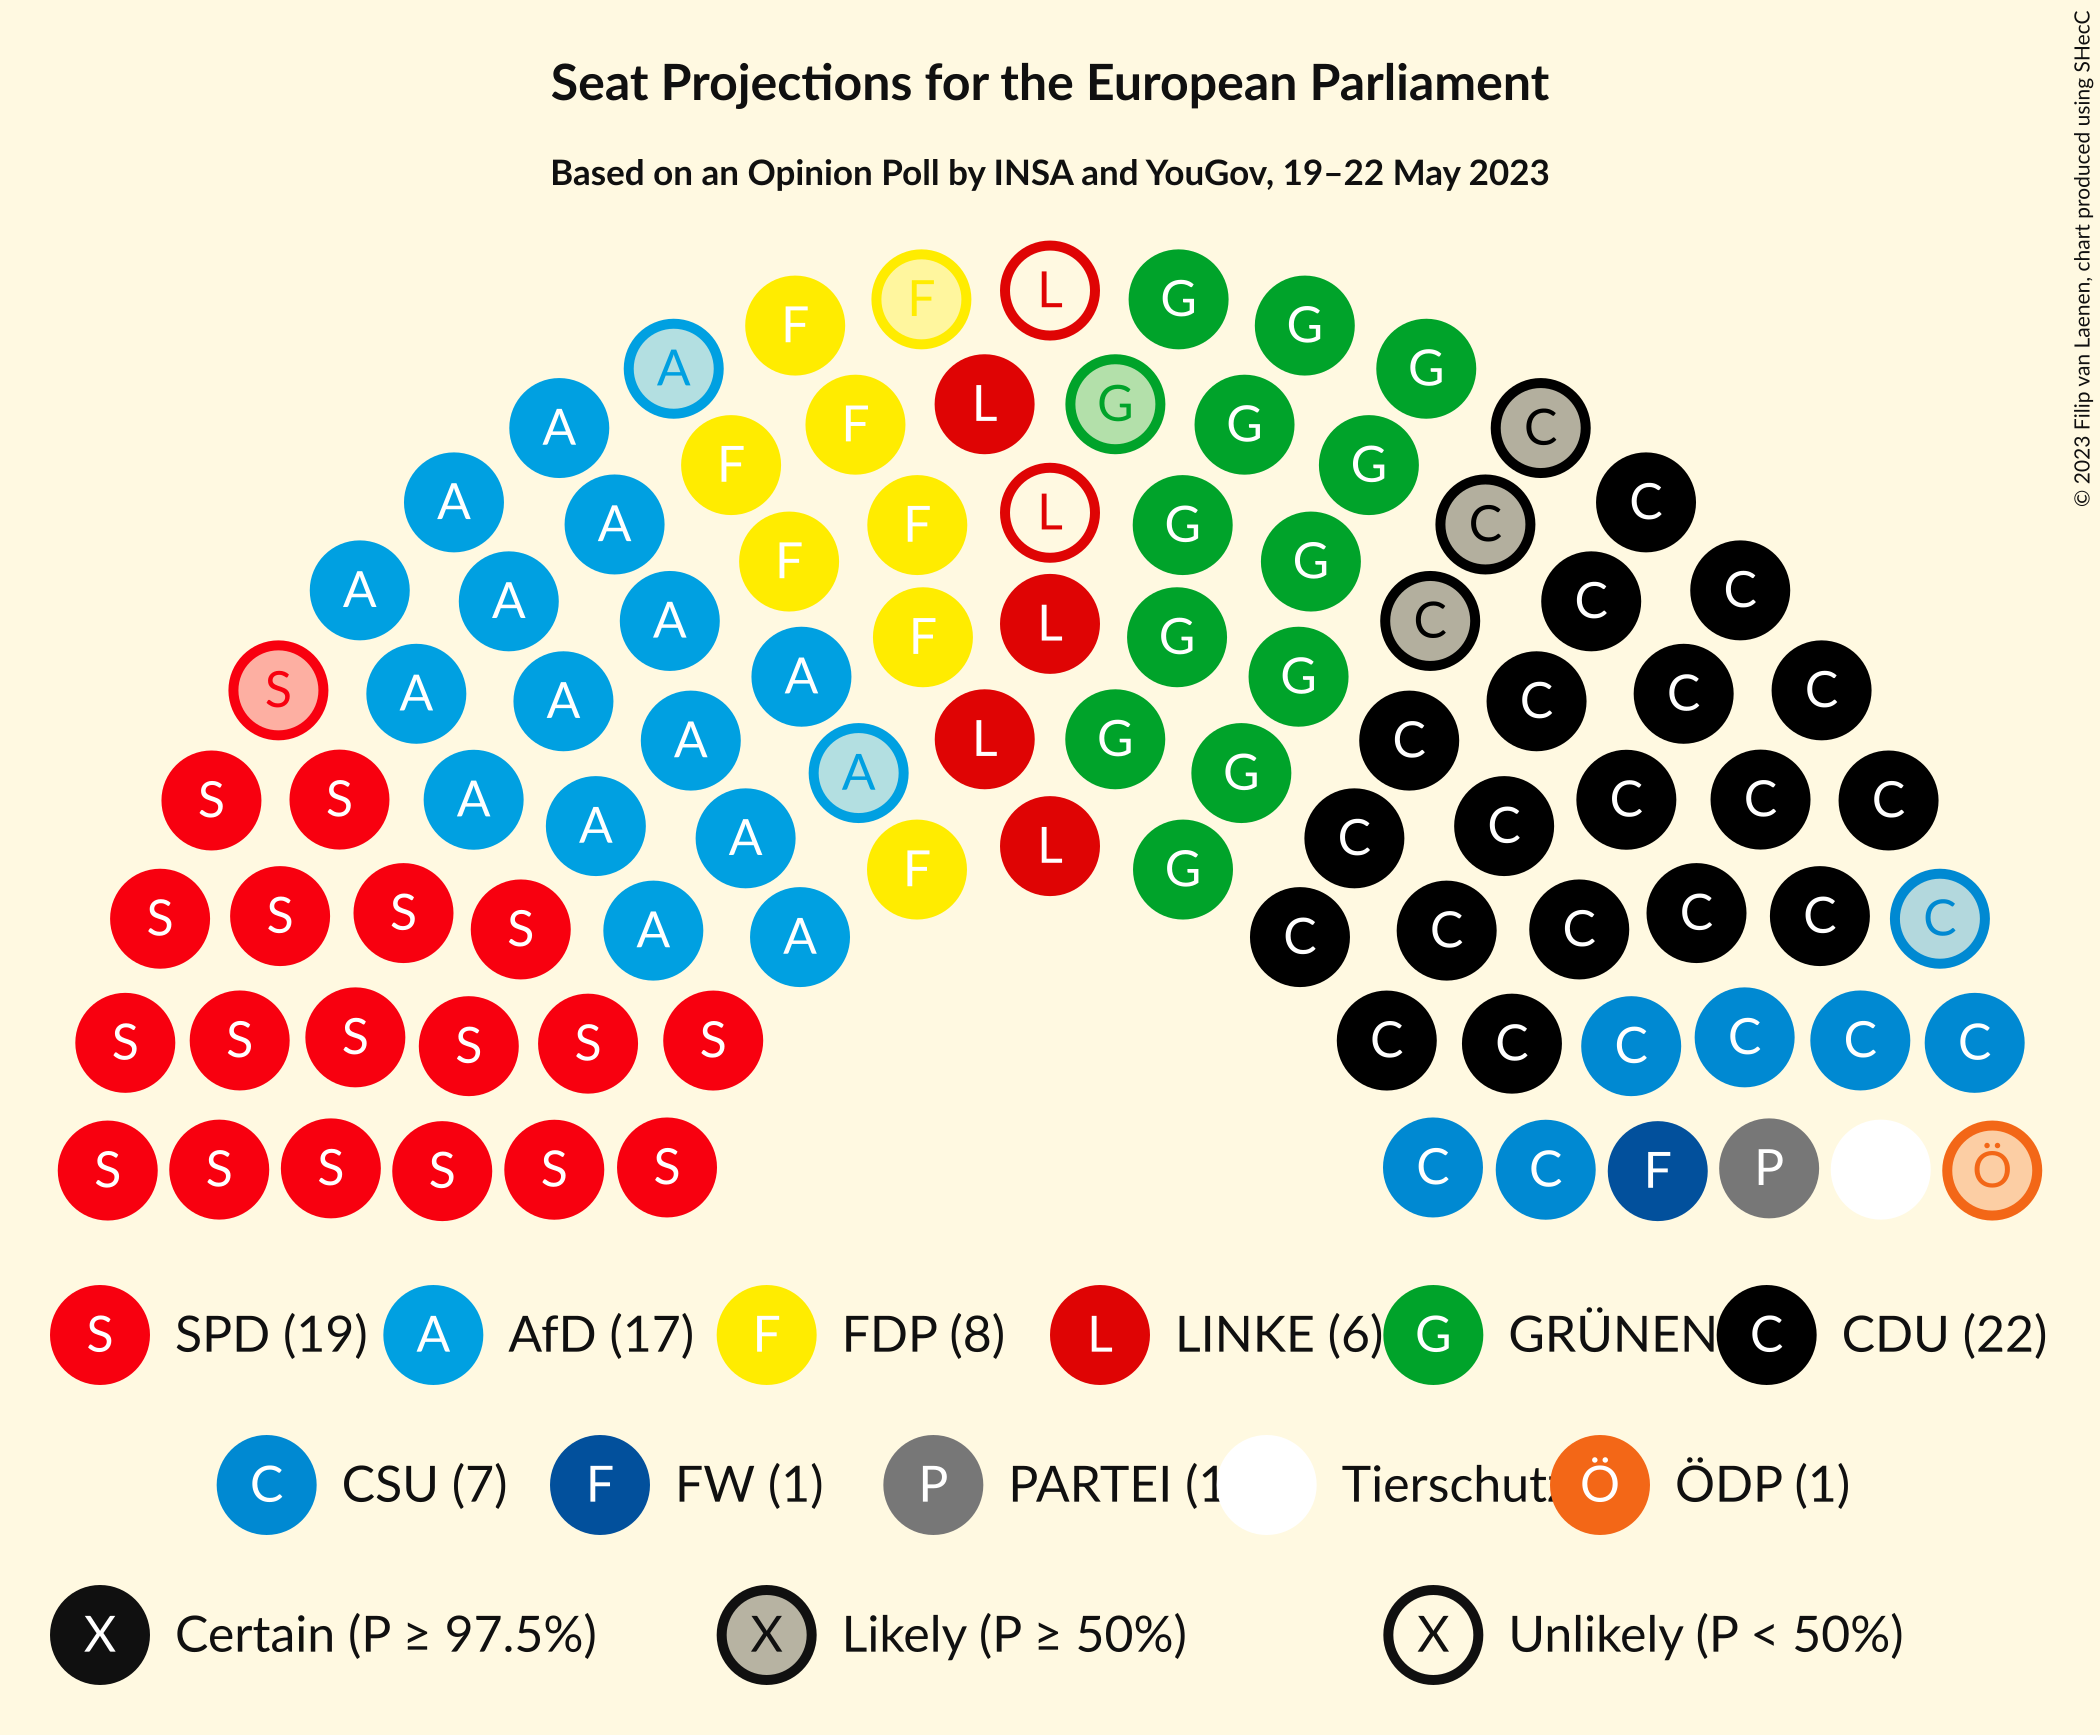 Seat Projections for the European Parliament
Based on an Opinion Poll by INSA and YouGov, 19–22 May 2023
© 2023 Filip van Laenen, chart produced using SHecC
F L G
F G
A G
L G
F G
A C
F G
A F L G C
A A C C
F G
A C
A A F L G C C
A G
S A A C C
A C
A L G C
A G
S S A C C C
A A C C
F L G
S S S S C C C
A A C C C
S S S S S S C C C C C C
S S S S S S C C F P Ö
S SPD (19) A AfD (17) F FDP (8) L LINKE (6) G GRÜNEN C CDU (22)
C CSU (7) F FW (1) P PARTEI (1 Tierschutz Ö ÖDP (1)
X Certain (P ≥ 97.5%) X Likely (P ≥ 50%) X Unlikely (P < 50%)